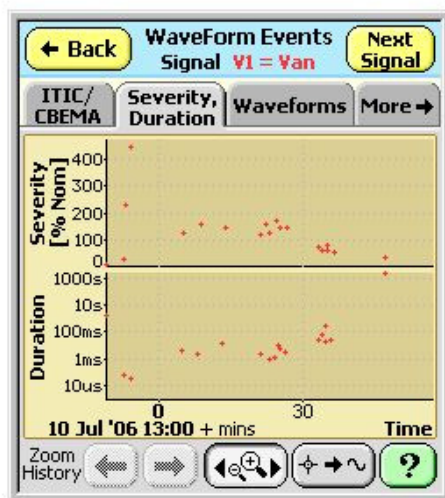 ← Back
WaveForm Events
Signal V1 = Van
Next
Signal
ITIC/
CBEMA
Severity,
Duration
Waveforms
More →
Severity
[% Nom]
400
300
200
100
0
Duration
1000s
10s
100ms
1ms
10us
0
30
10 Jul '06 13:00 + mins
Time
Zoom
History
?